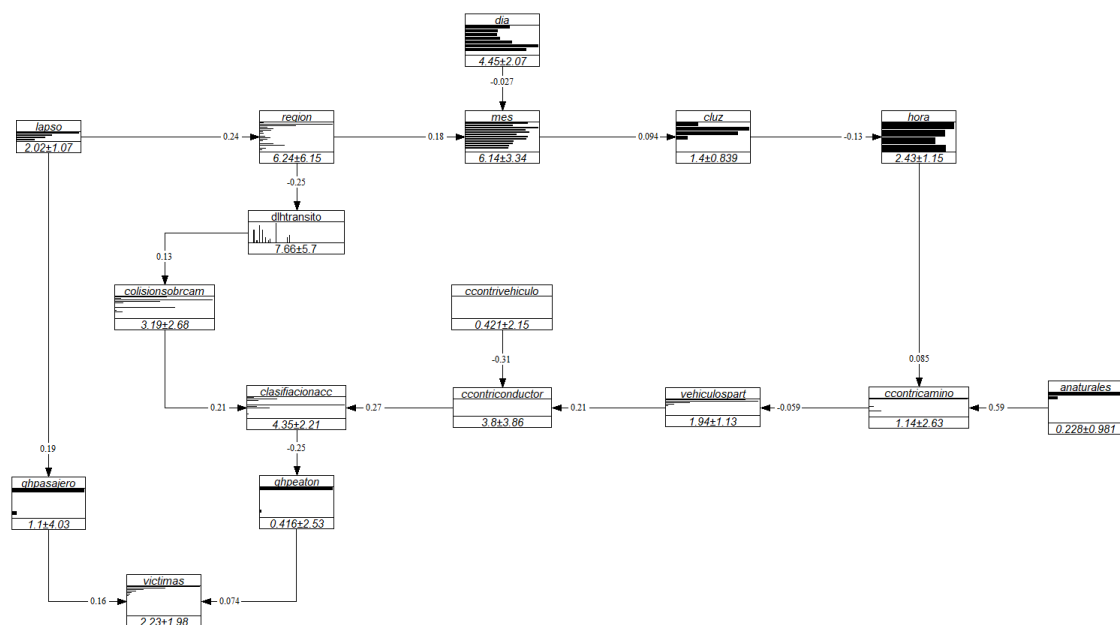 dia
4.45±2.07
-0.027
lapso
2.02±1.07
0.24
region
6.24±6.15
0.18
mes
6.14±3.34
0.094
cluz
1.4±0.839
-0.13
hora
2.43±1.15
-0.25
dlhtransito
7.66±5.7
0.13
colisionsobrcam
3.19±2.68
ccontrivehiculo
0.421±2.15
-0.31
0.085
clasifiacionacc
4.35±2.21
0.21
0.27
ccontriconductor
3.8±3.86
0.21
vehiculospart
1.94±1.13
-0.059
ccontricamino
1.14±2.63
0.59
anaturales
0.228±0.981
0.19
-0.25
qhpasajero
1.1±4.03
qhpeaton
0.416±2.53
0.16
victimas
2.23±1.98
0.074